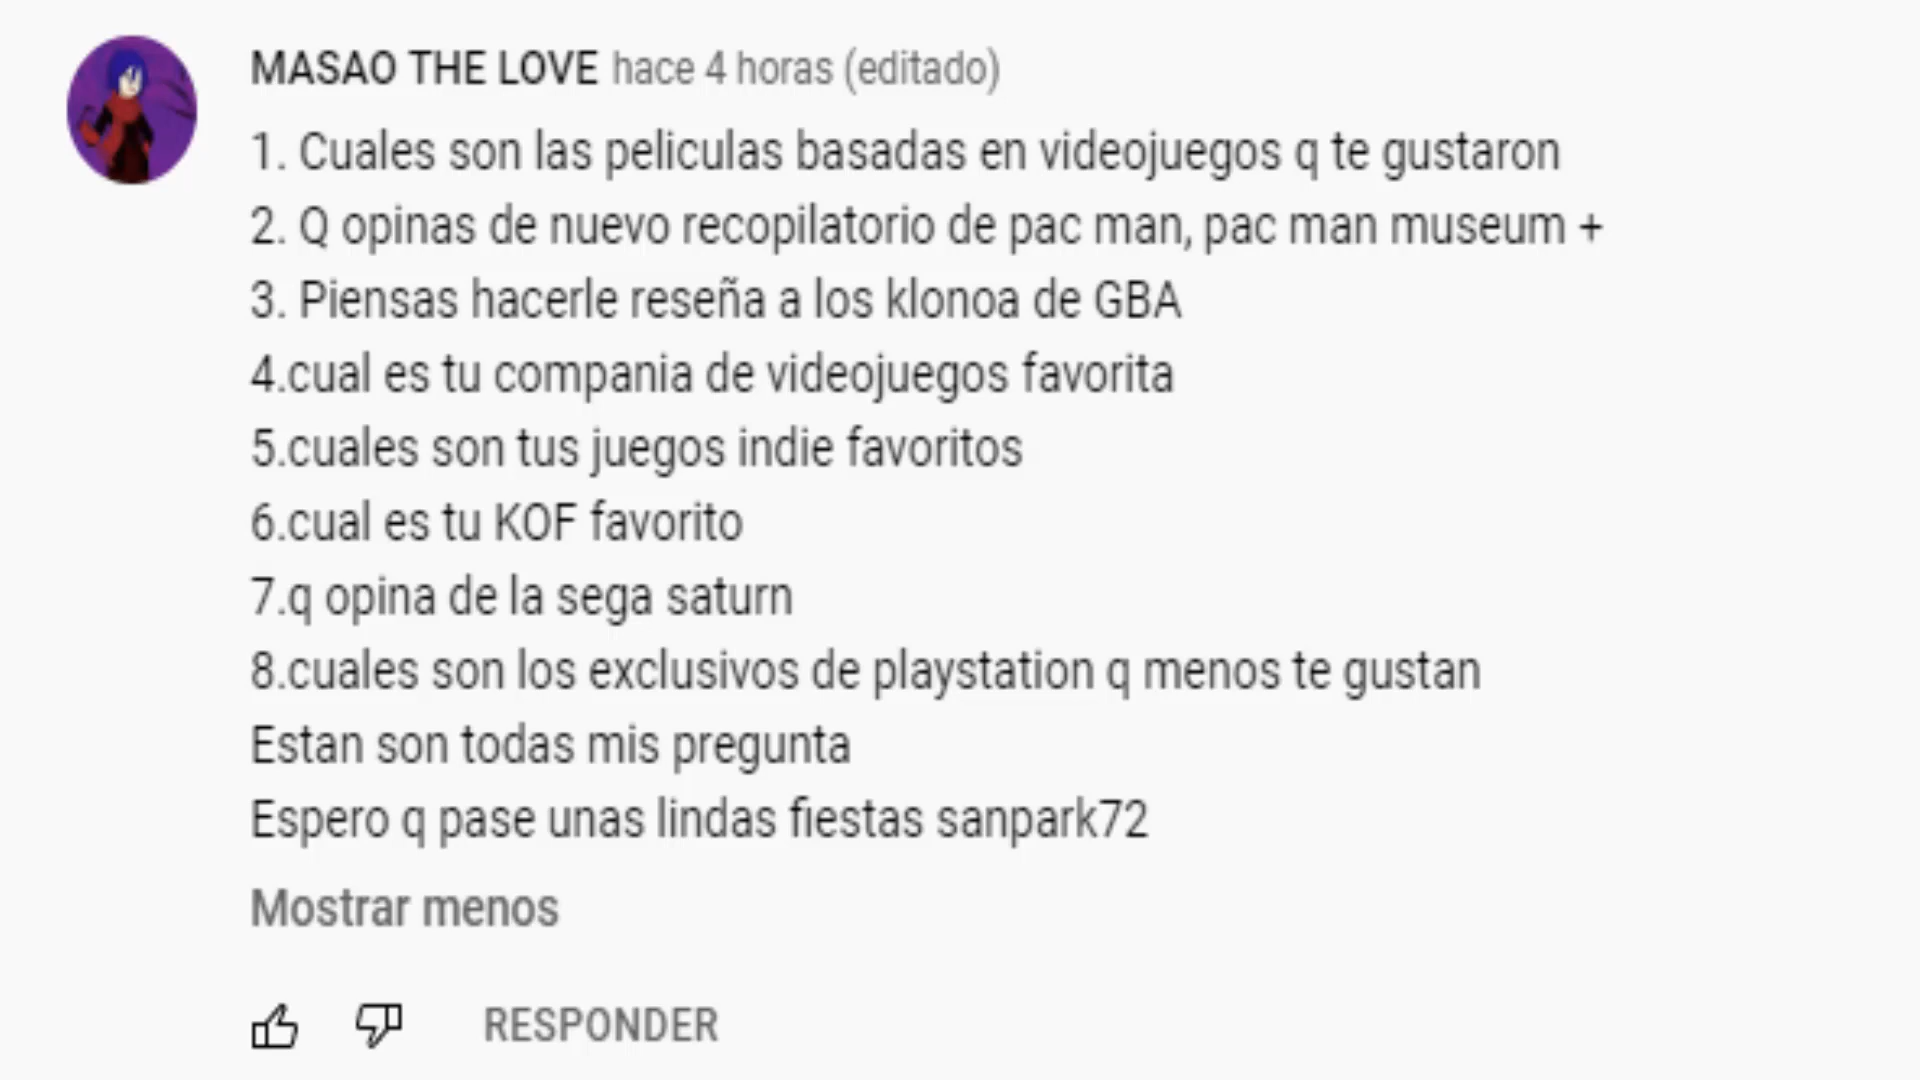 MASAO THE LOVE hace 4 horas (editado)
1. Cuales son las peliculas basadas en videojuegos q te gustaron
2. Q opinas de nuevo recopilatorio de pac man, pac man museum +
3. Piensas hacerle reseña a los klonoa de GBA
4.cual es tu compania de videojuegos favorita
5.cuales son tus juegos indie favoritos
6.cual es tu KOF favorito
7.q opina de la sega saturn
8.cuales son los exclusivos de playstation q menos te gustan
Estan son todas mis pregunta
Espero q pase unas lindas fiestas sanpark72
Mostrar menos
RESPONDER